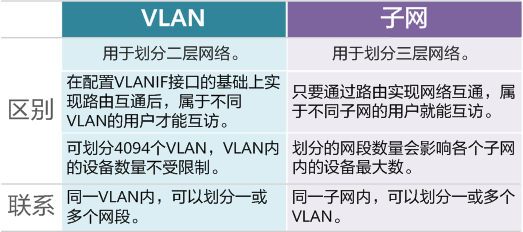 VLAN
子网
区别
用于划分二层网络。
用于划分三层网络。
在配置VLANIF接口的基础上实
现路由互通后，属于不同
VLAN的用户才能互访。
只要通过路由实现网络互通，属
于不同子网的用户就能互访。
可划分4094个VLAN，VLAN内
的设备数量不受限制。
划分的网段数量会影响各个子网
内的设备最大数。
联系
同一VLAN内，可以划分一或
多个网段。
同一子网内，可以划分一或多个
VLAN。